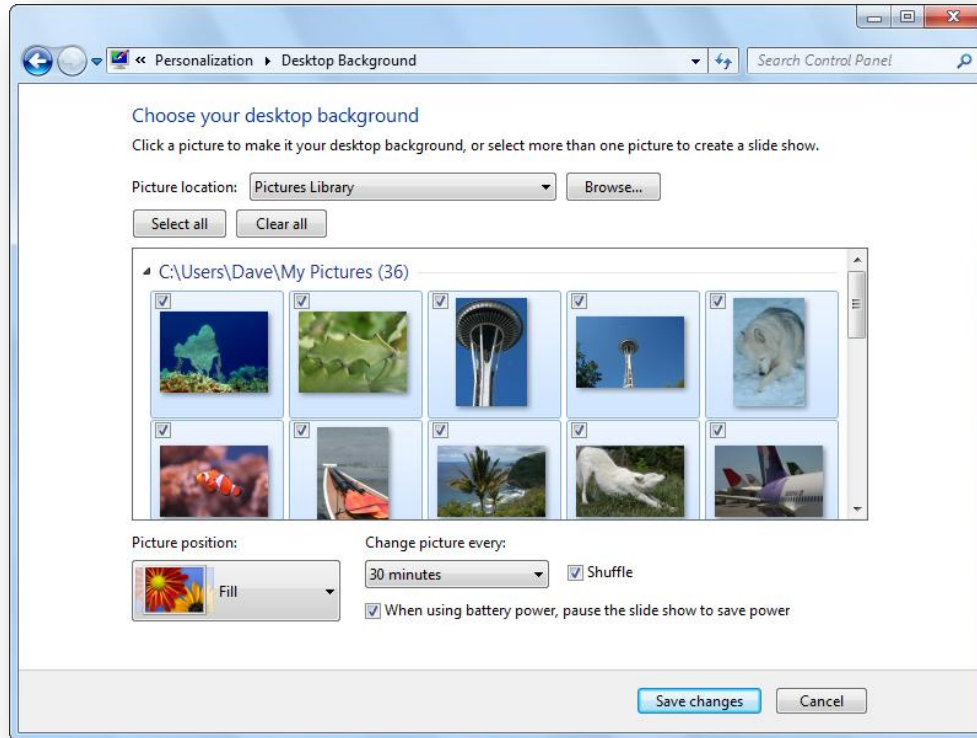 « Personalization ▸ Desktop Background
Search Control Panel
Choose your desktop background
Click a picture to make it your desktop background, or select more than one picture to create a slide show.
Picture location: Pictures Library Browse...
Select all Clear all
C:\Users\Dave\My Pictures (36)
Picture position: Change picture every:
Fill 30 minutes Shuffle
When using battery power, pause the slide show to save power
Save changes Cancel